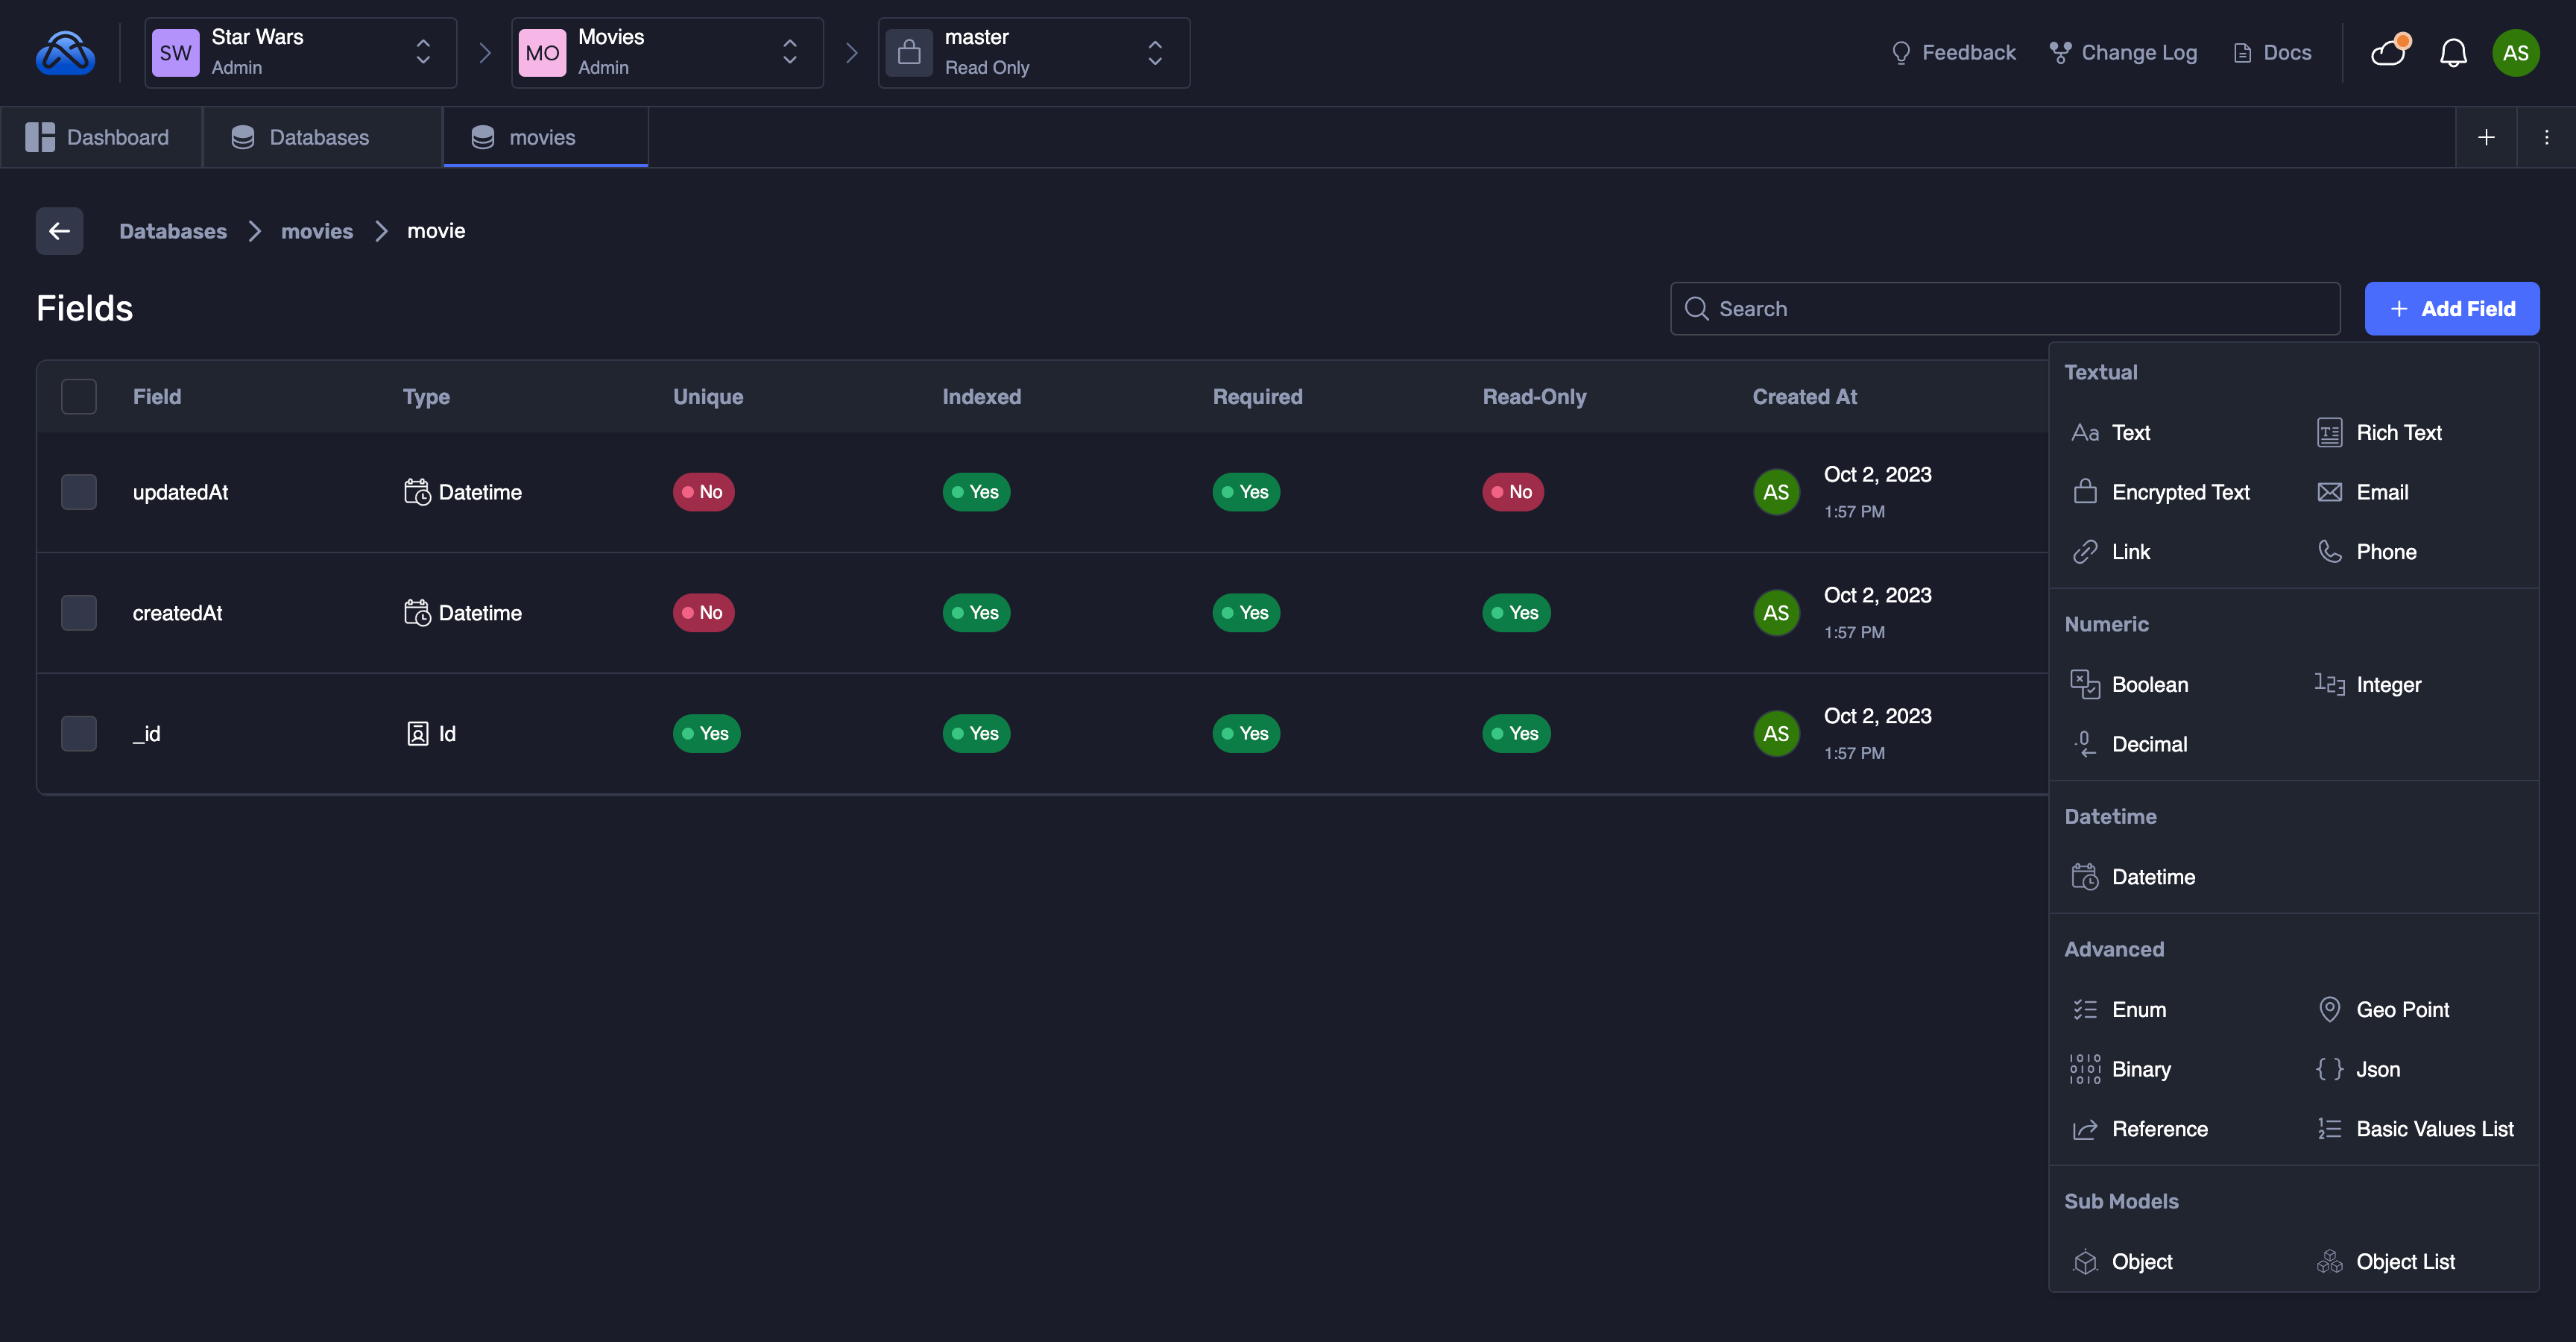 SW Star Wars Admin
MO Movies Admin
master Read Only
Feedback
Change Log
Docs
AS
Dashboard
Databases
movies
Databases movies movie
Fields
Search
Add Field
Field Type Unique Indexed Required Read-Only Created At
updatedAt Datetime No Yes Yes No AS Oct 2, 2023
1:57 PM
createdAt Datetime No Yes Yes Yes AS Oct 2, 2023
1:57 PM
_id Id Yes Yes Yes Yes AS Oct 2, 2023
1:57 PM
Textual
Aa Text Rich Text
Encrypted Text Email
Link Phone
Numeric
Boolean 123 Integer
.0 Decimal
Datetime
Datetime
Advanced
Enum Geo Point
Binary { } Json
Reference Basic Values List
Sub Models
Object Object List